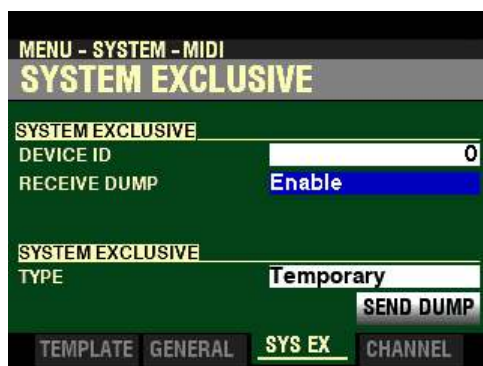 MENU - SYSTEM - MIDI
SYSTEM EXCLUSIVE
SYSTEM EXCLUSIVE
DEVICE ID 0
RECEIVE DUMP Enable
SYSTEM EXCLUSIVE
TYPE Temporary
SEND DUMP
TEMPLATE GENERAL SYS EX CHANNEL